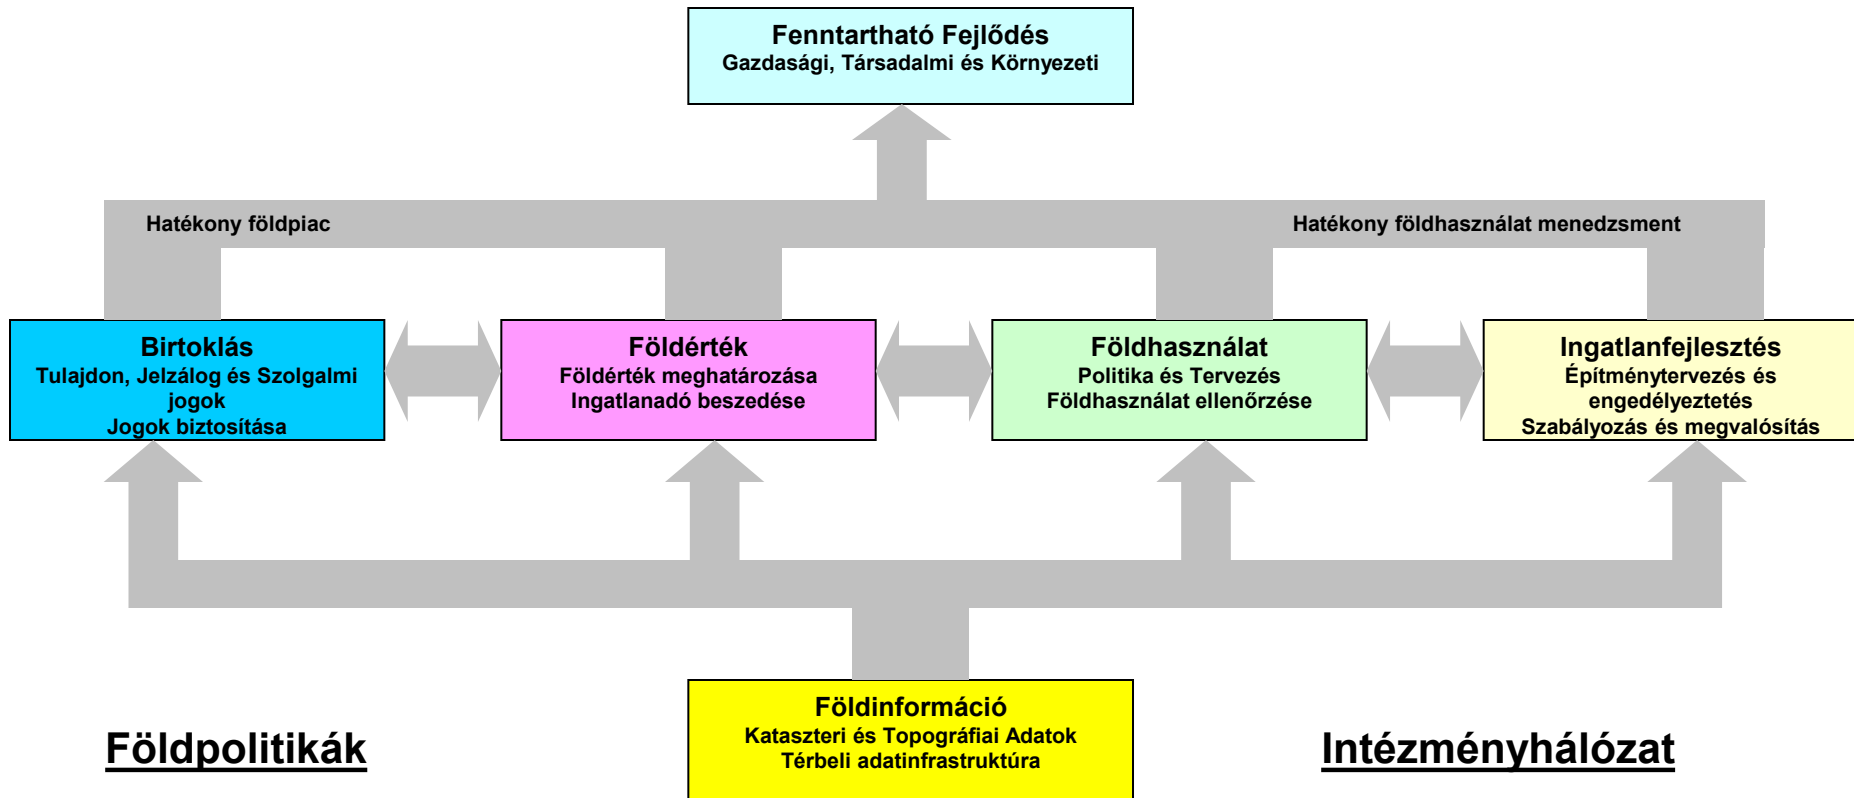 Fenntartható Fejlődés
Gazdasági, Társadalmi és Környezeti
Hatékony földpiac
Hatékony földhasználat menedzsment
Birtoklás
Tulajdon, Jelzálog és Szolgalmi
jogok
Jogok biztosítása
Földérték
Földérték meghatározása
Ingatlanadó beszedése
Földhasználat
Politika és Tervezés
Földhasználat ellenőrzése
Ingatlanfejlesztés
Építménytervezés és
engedélyeztetés
Szabályozás és megvalósítás
Földinformáció
Kataszteri és Topográfiai Adatok
Térbeli adatinfrastruktúra
Földpolitikák
Intézményhálózat